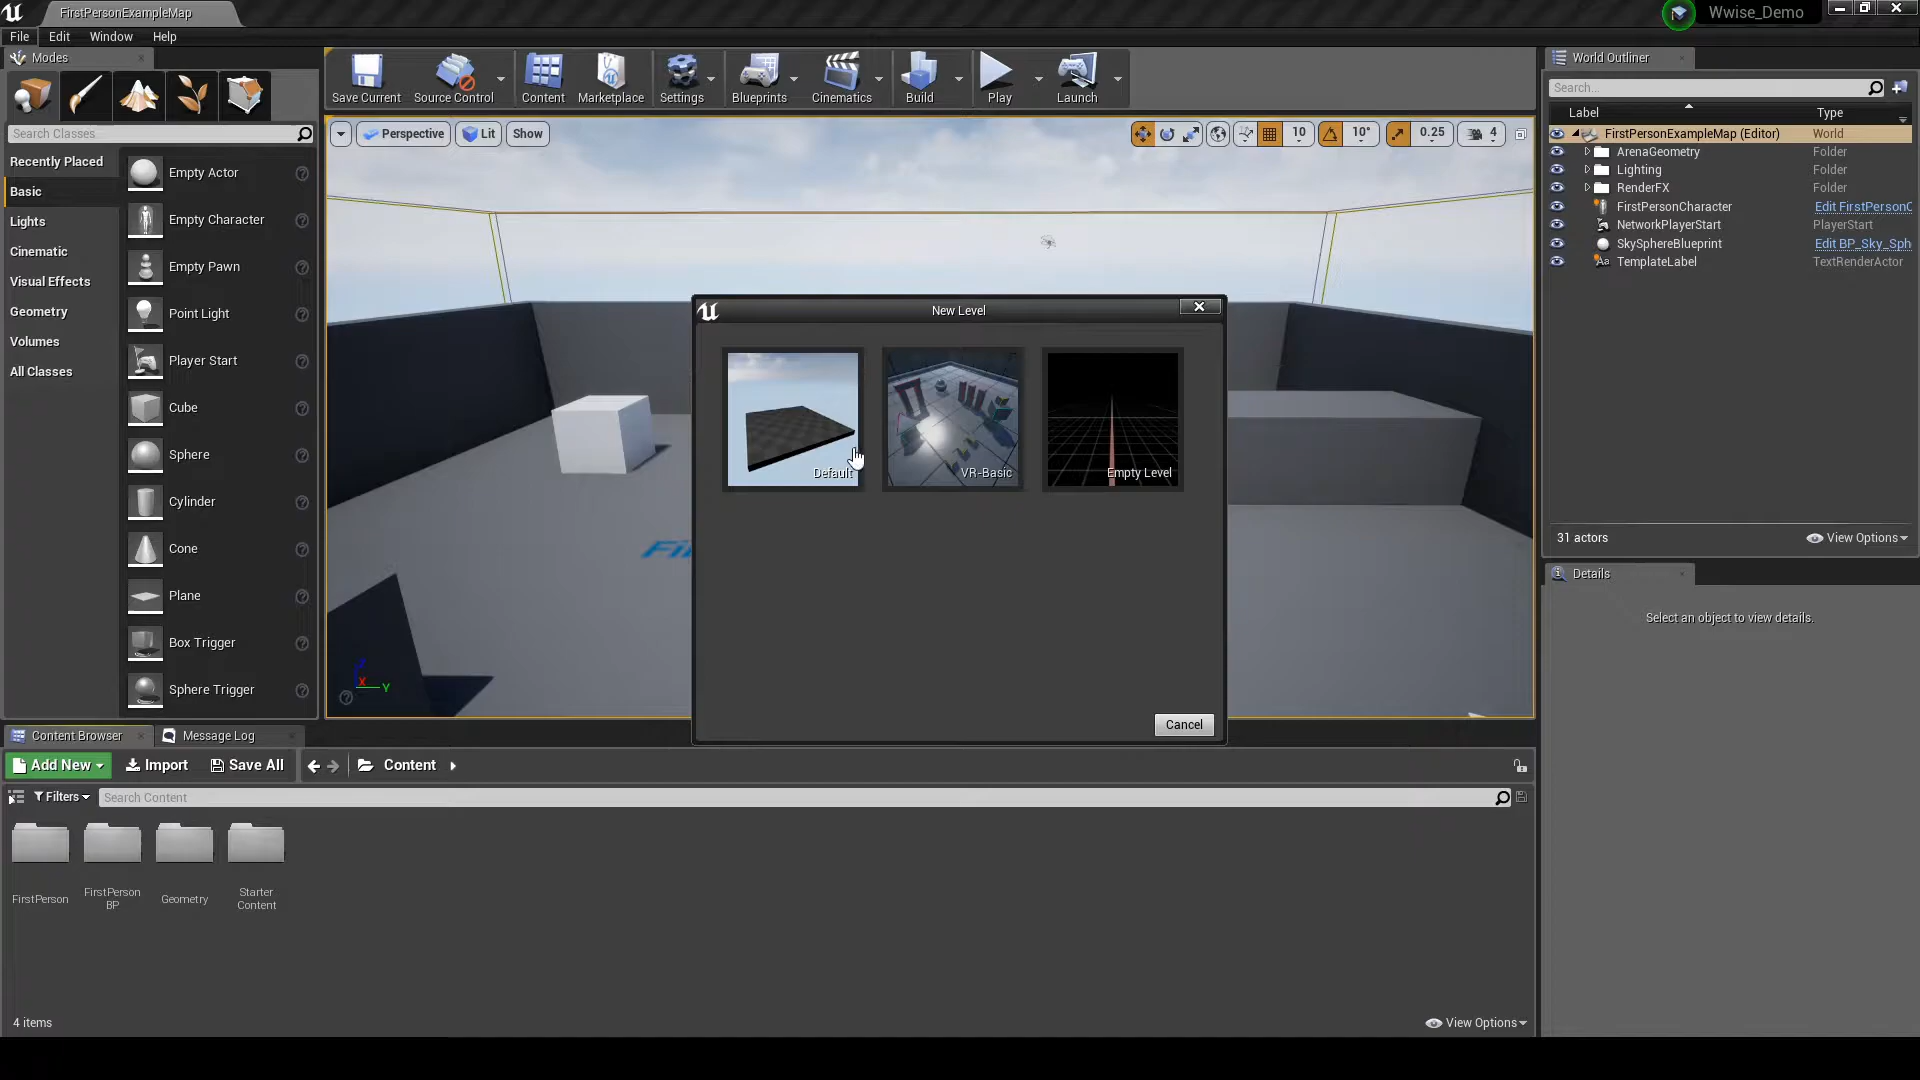 FirstPersonExampleMap
Wwise_Demo
File Edit Window Help
Modes
Save Current
Source Control
Content
Marketplace
Settings
Blueprints
Cinematics
Build
Play
Launch
Search Classes
Recently Placed
Basic
Lights
Cinematic
Visual Effects
Geometry
Volumes
All Classes
Empty Actor
Empty Character
Empty Pawn
Point Light
Player Start
Cube
Sphere
Cylinder
Cone
Plane
Box Trigger
Sphere Trigger
Perspective
Lit
Show
10
10°
0.25
4
X
Y
New Level
Default
VR-Basic
Empty Level
Cancel
World Outliner
Search...
Label Type
FirstPersonExampleMap (Editor) World
ArenaGeometry Folder
Lighting Folder
RenderFX Folder
FirstPersonCharacter Edit FirstPersonC
NetworkPlayerStart PlayerStart
SkySphereBlueprint Edit BP_Sky_Sph
TemplateLabel TextRenderActor
31 actors
View Options
Details
Select an object to view details.
Content Browser
Message Log
Add New
Import
Save All
Content
Filters
Search Content
FirstPerson
FirstPerson
BP
Geometry
Starter
Content
4 items
View Options